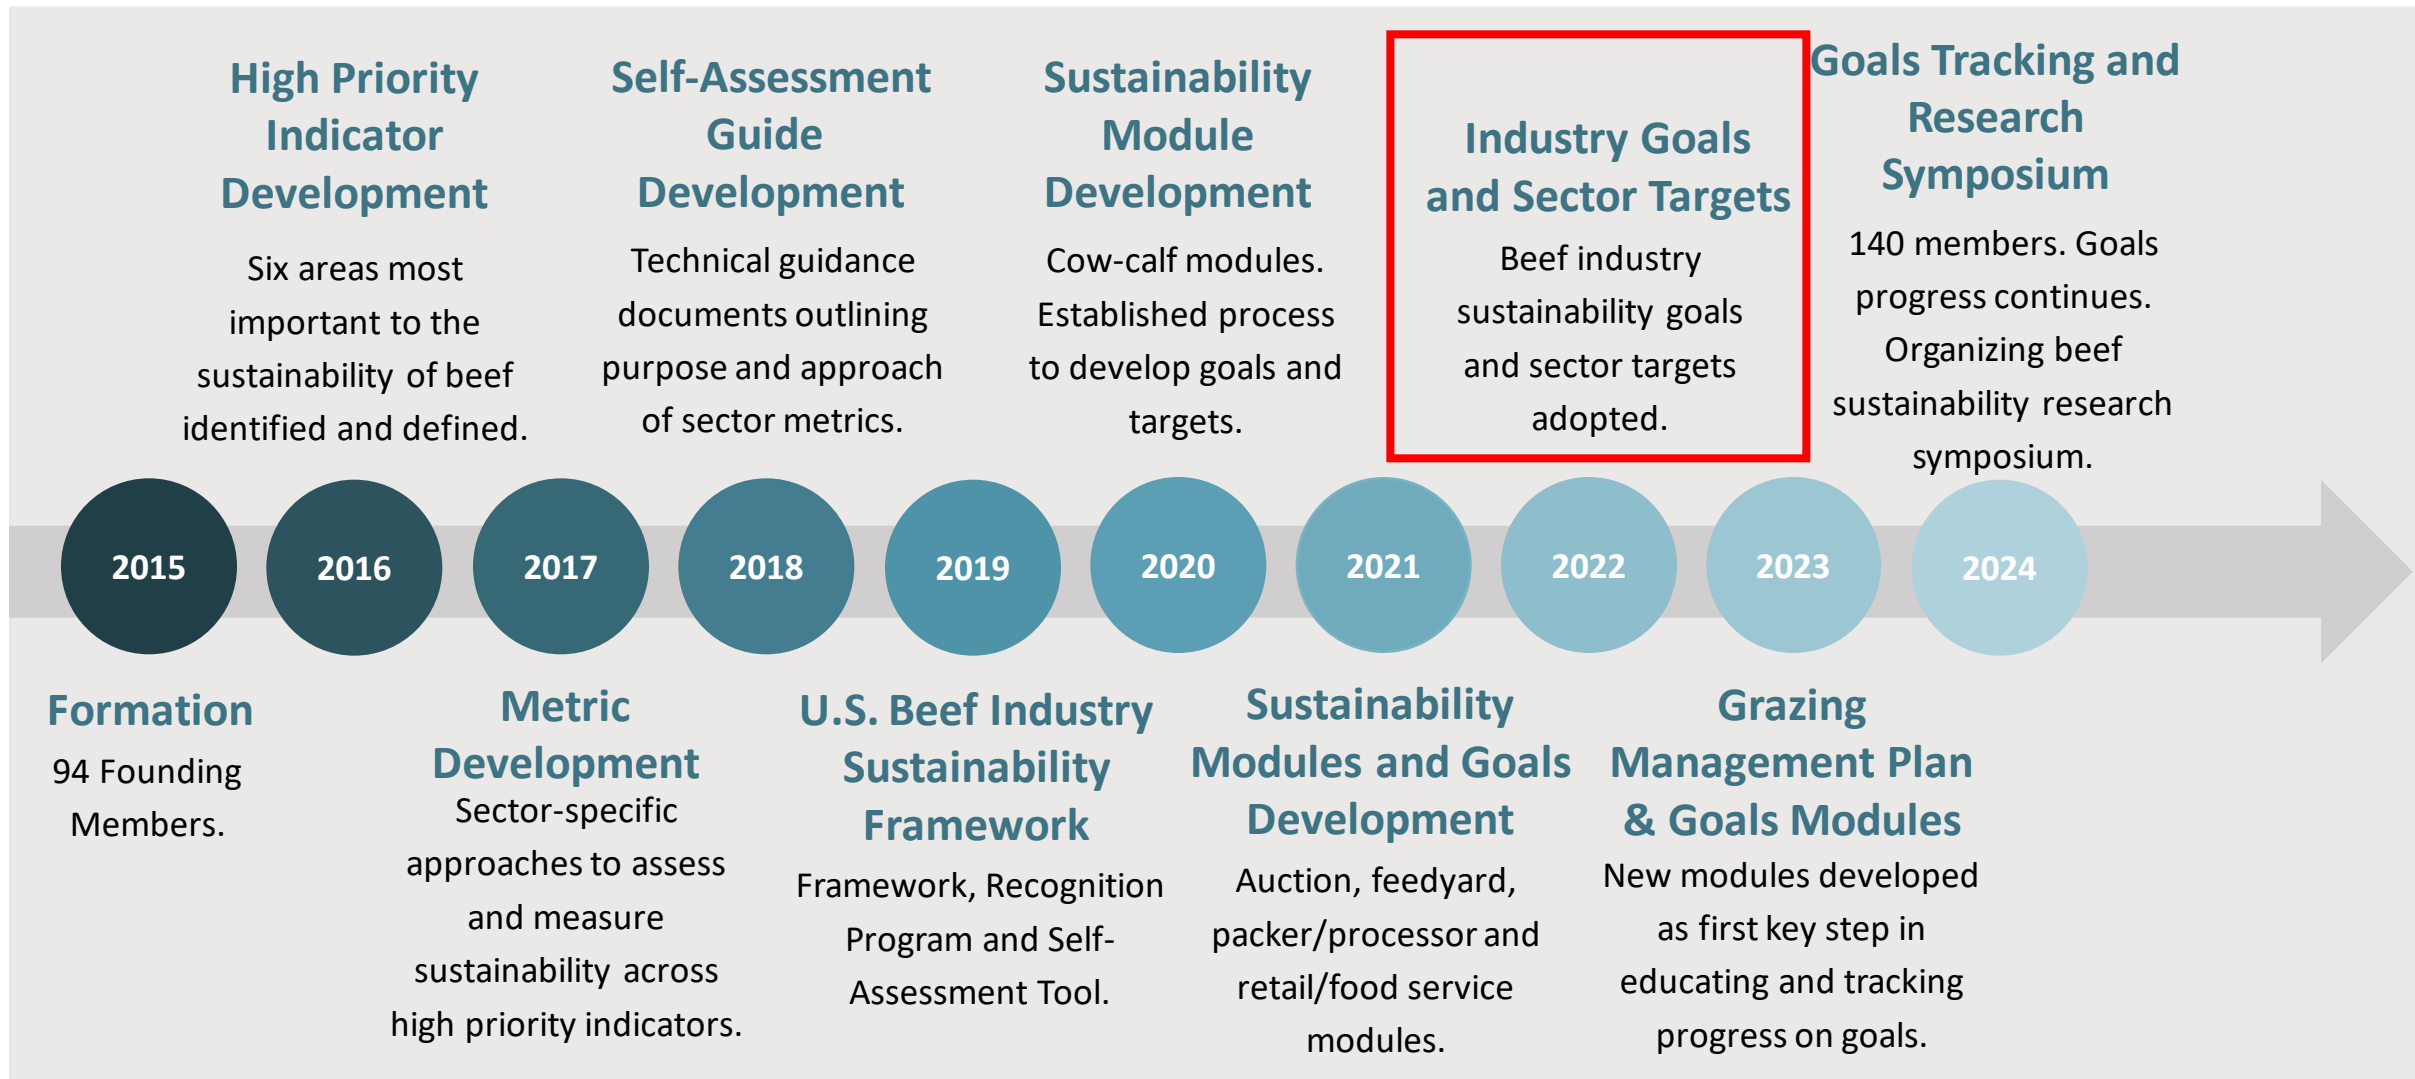 High Priority
Indicator
Development
Six areas most
important to the
sustainability of beef
identified and defined.
Self-Assessment
Guide
Development
Technical guidance
documents outlining
purpose and approach
of sector metrics.
Sustainability
Module
Development
Cow-calf modules.
Established process
to develop goals and
targets.
Industry Goals
and Sector Targets
Beef industry
sustainability goals
and sector targets
adopted.
Goals Tracking and
Research
Symposium
140 members. Goals
progress continues.
Organizing beef
sustainability research
symposium.
2015
2016
2017
2018
2019
2020
2021
2022
2023
2024
Formation
94 Founding
Members.
Metric
Development
Sector-specific
approaches to assess
and measure
sustainability across
high priority indicators.
U.S. Beef Industry
Sustainability
Framework
Framework, Recognition
Program and Self-
Assessment Tool.
Sustainability
Modules and Goals
Development
Auction, feedyard,
packer/processor and
retail/food service
modules.
Grazing
Management Plan
& Goals Modules
New modules developed
as first key step in
educating and tracking
progress on goals.